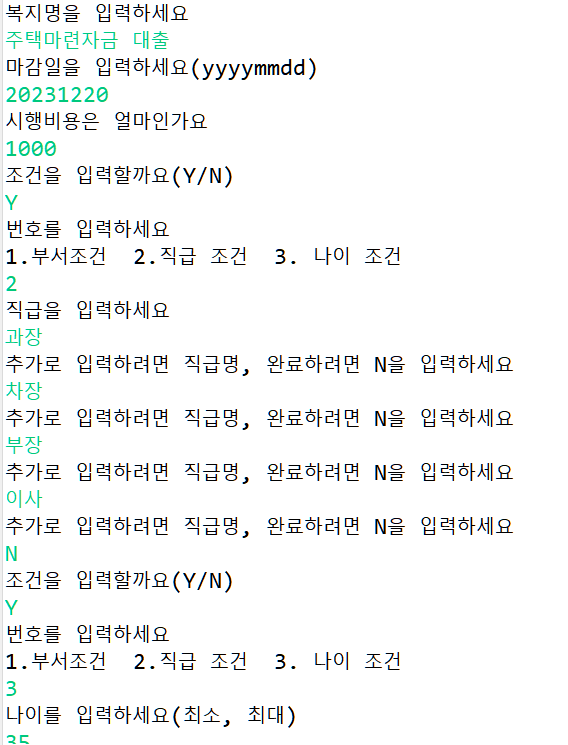 복지명을 입력하세요
주택마련자금 대출
마감일을 입력하세요(yyyymmdd)
20231220
시행비용은 얼마인가요
1000
조건을 입력할까요(Y/N)
Y
번호를 입력하세요
1.부서조건  2.직급 조건  3. 나이 조건
2
직급을 입력하세요
과장
추가로 입력하려면 직급명, 완료하려면 N을 입력하세요
차장
추가로 입력하려면 직급명, 완료하려면 N을 입력하세요
부장
추가로 입력하려면 직급명, 완료하려면 N을 입력하세요
이사
추가로 입력하려면 직급명, 완료하려면 N을 입력하세요
N
조건을 입력할까요(Y/N)
Y
번호를 입력하세요
1.부서조건  2.직급 조건  3. 나이 조건
3
나이를 입력하세요(최소, 최대)
35